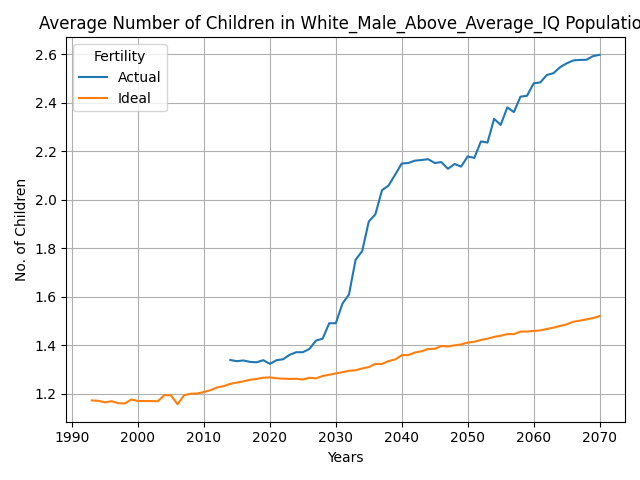 Average Number of Children in White_Male_Above_Average_IQ Populatio
Fertility
Actual
Ideal
2.6
2.4
2.2
2.0
1.8
1.6
1.4
1.2
No. of Children
1990 2000 2010 2020 2030 2040 2050 2060 2070
Years